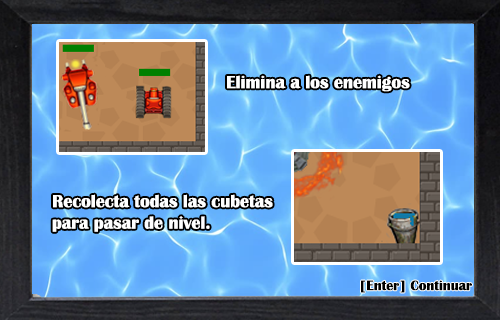 Elimina a los enemigos
Recolecta todas las cubetas
para pasar de nivel.
[Enter] Continuar